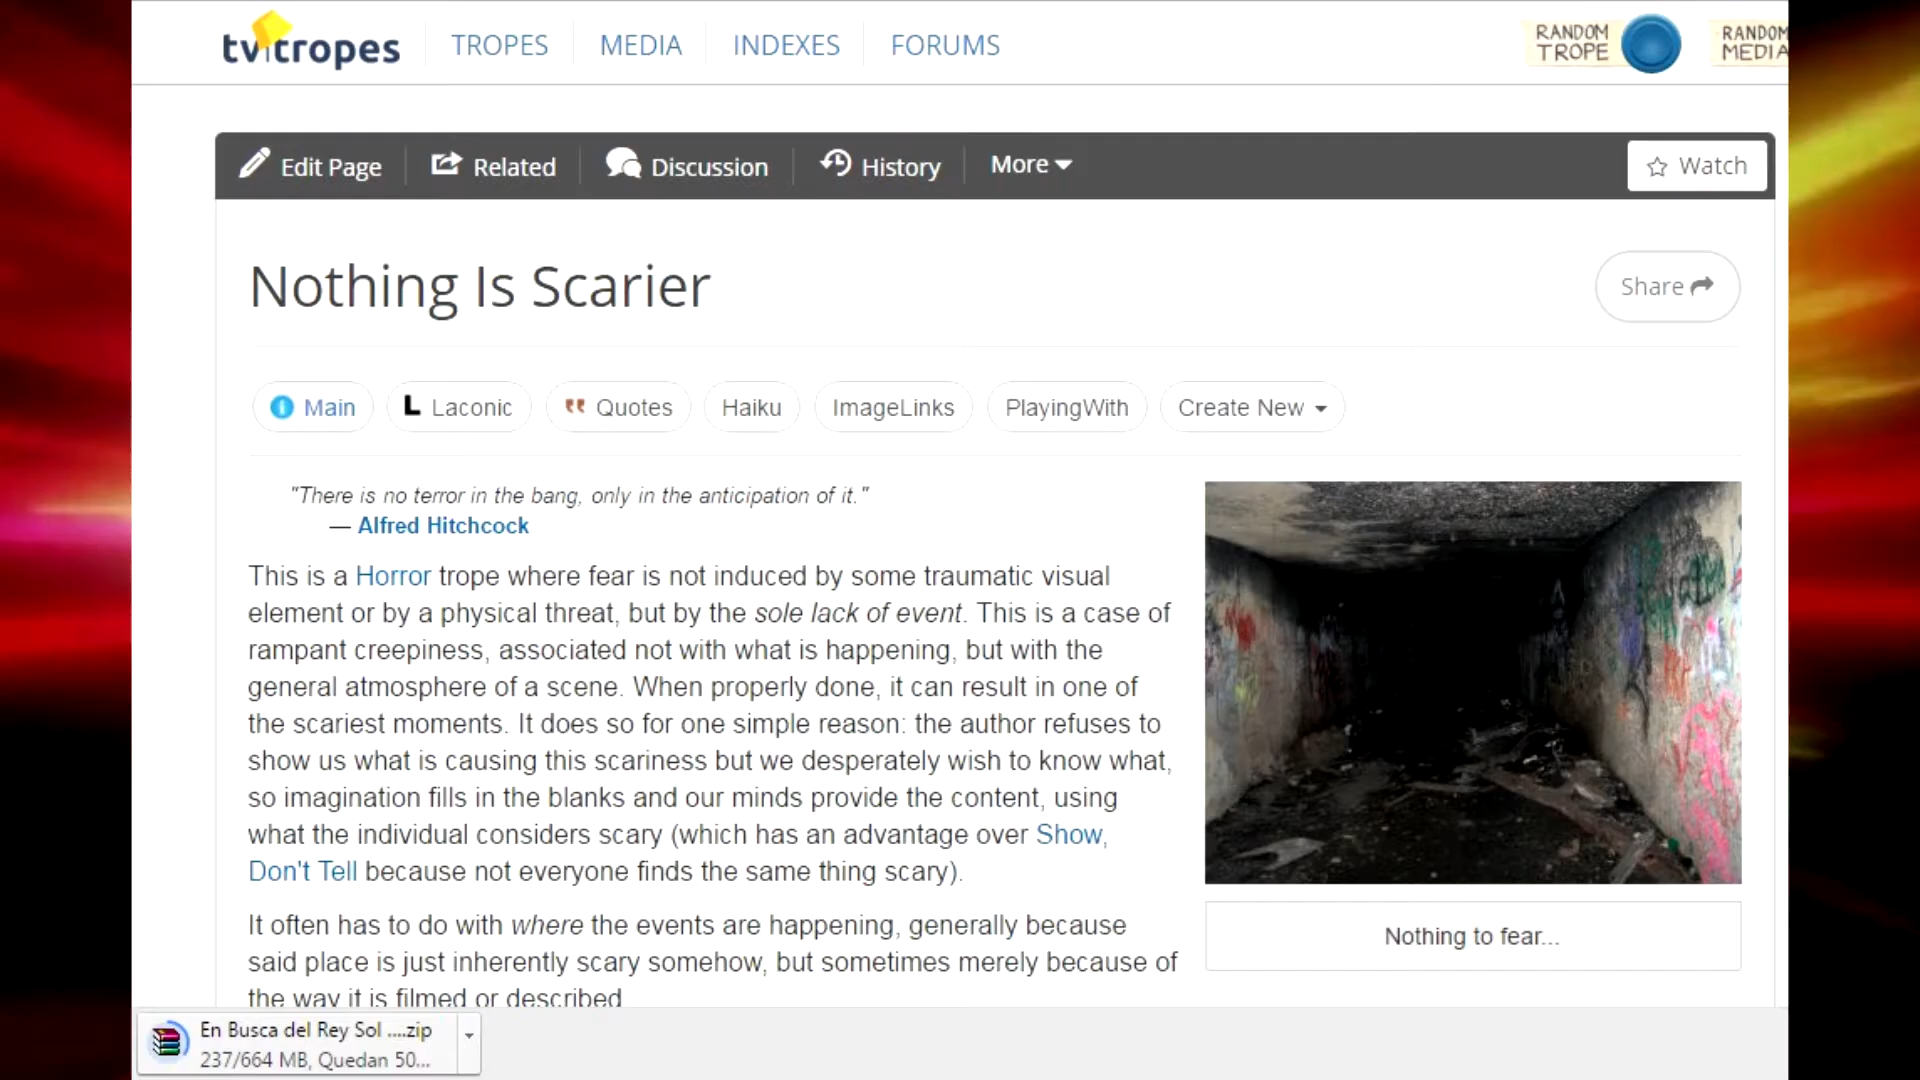 tvtropes TROPES MEDIA INDEXES FORUMS RANDOM TROPE RANDOM MEDIA
Edit Page Related Discussion History More Watch
Nothing Is Scarier Share
Main Laconic Quotes Haiku ImageLinks PlayingWith Create New
"There is no terror in the bang, only in the anticipation of it."
— Alfred Hitchcock
This is a Horror trope where fear is not induced by some traumatic visual
element or by a physical threat, but by the sole lack of event. This is a case of
rampant creepiness, associated not with what is happening, but with the
general atmosphere of a scene. When properly done, it can result in one of
the scariest moments. It does so for one simple reason: the author refuses to
show us what is causing this scariness but we desperately wish to know what,
so imagination fills in the blanks and our minds provide the content, using
what the individual considers scary (which has an advantage over Show,
Don't Tell because not everyone finds the same thing scary).
It often has to do with where the events are happening, generally because
said place is just inherently scary somehow, but sometimes merely because of
the way it is filmed or described
Nothing to fear...
En Busca del Rey Sol ....zip
237/664 MB, Quedan 50...